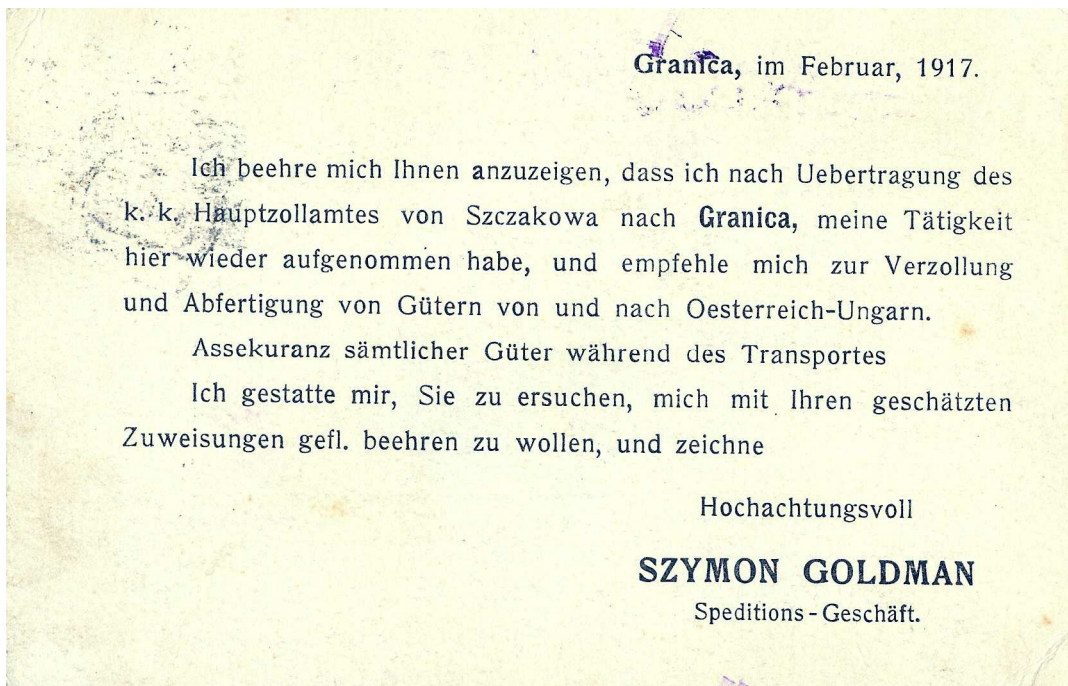 Granica, im Februar, 1917.
Ich beehre mich Ihnen anzuzeigen, dass ich nach Uebertragung des
k. k. Hauptzollamtes von Szczakowa nach Granica, meine Tätigkeit
hier wieder aufgenommen habe, und empfehle mich zur Verzollung
und Abfertigung von Gütern von und nach Oesterreich-Ungarn.
Assekuranz sämtlicher Güter während des Transportes
Ich gestatte mir, Sie zu ersuchen, mich mit Ihren geschätzten
Zuweisungen gefl. beehren zu wollen, und zeichne
Hochachtungsvoll
SZYMON GOLDMAN
Speditions-Geschäft.